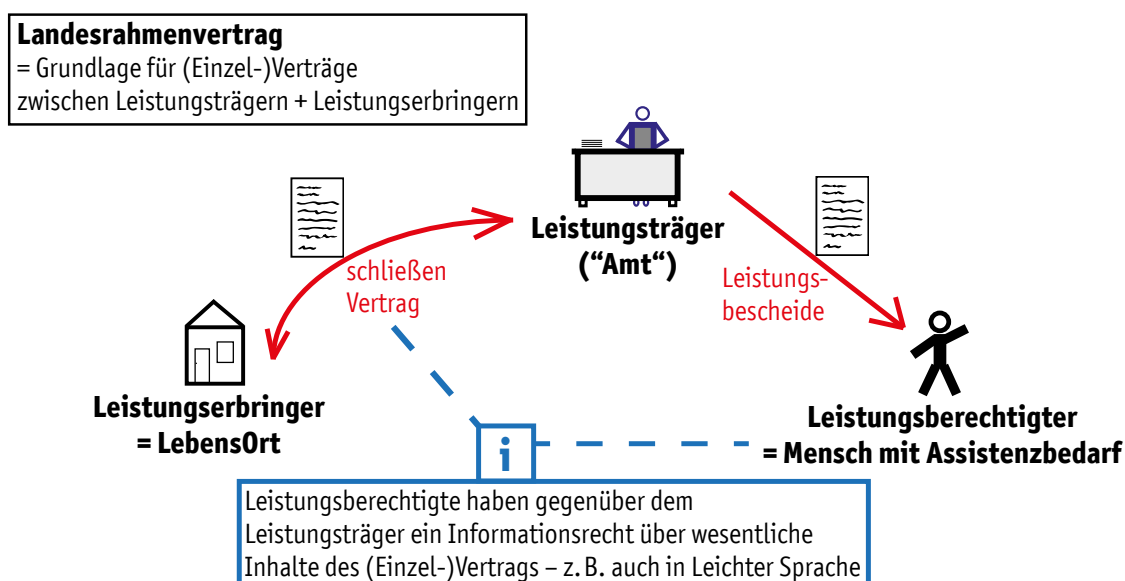 Landesrahmenvertrag
= Grundlage für (Einzel-)Verträge
zwischen Leistungsträgern + Leistungserbringern
Leistungsträger
(“Amt“)
schließen
Vertrag
Leistungs-
bescheide
Leistungserbringer
= LebensOrt
Leistungsberechtigter
= Mensch mit Assistenzbedarf
i
Leistungsberechtigte haben gegenüber dem
Leistungsträger ein Informationsrecht über wesentliche
Inhalte des (Einzel-)Vertrags – z. B. auch in Leichter Sprache